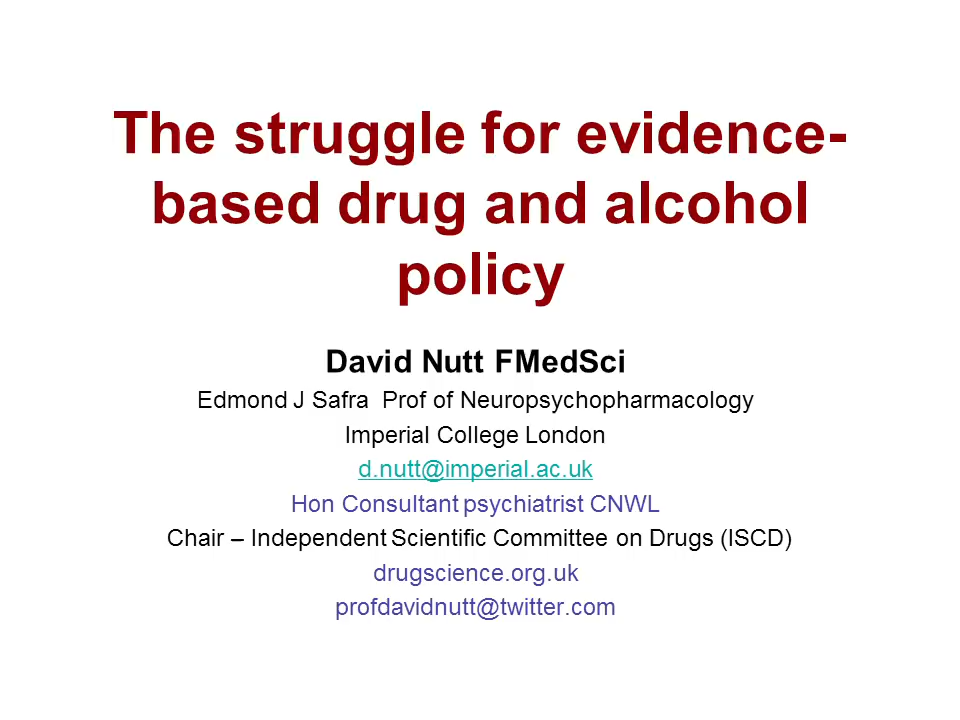 The struggle for evidence-
based drug and alcohol
policy
David Nutt FMedSci
Edmond J Safra  Prof of Neuropsychopharmacology
Imperial College London
d.nutt@imperial.ac.uk
Hon Consultant psychiatrist CNWL
Chair – Independent Scientific Committee on Drugs (ISCD)
drugscience.org.uk
profdavidnutt@twitter.com